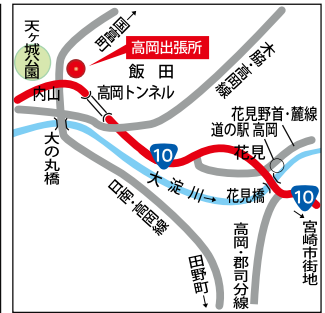 天ヶ城公園
→国富町
高岡出張所
飯田
木脇・高岡線
内山
高岡トンネル
花見野首・麓線
道の駅 高岡
花見
大の丸橋
10
大淀川→
花見橋
10
日南・高岡線
→宮崎市街地
高岡・郡司分線
田野町→